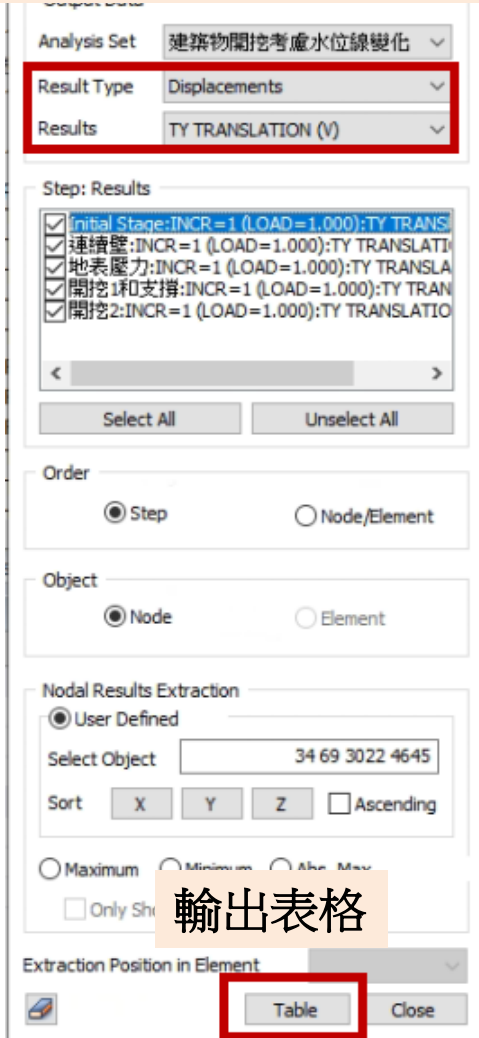 Output Data
Analysis Set 建築物開挖考慮水位線變化
Result Type Displacements
Results TY TRANSLATION (V)
Step: Results
Initial Stage:INCR=1 (LOAD=1.000):TY TRANSL
連續壁:INCR=1 (LOAD=1.000):TY TRANSLATI
地表壓力:INCR=1 (LOAD=1.000):TY TRANSLA
開挖1和支撐:INCR=1 (LOAD=1.000):TY TRAN
開挖2:INCR=1 (LOAD=1.000):TY TRANSLATIO
Select All Unselect All
Order
Step Node/Element
Object
Node Element
Nodal Results Extraction
User Defined
Select Object 34 69 3022 4645
Sort X Y Z Ascending
Maximum Minimum Abs. Max
Only Sho
輸出表格
Extraction Position in Element
Table Close